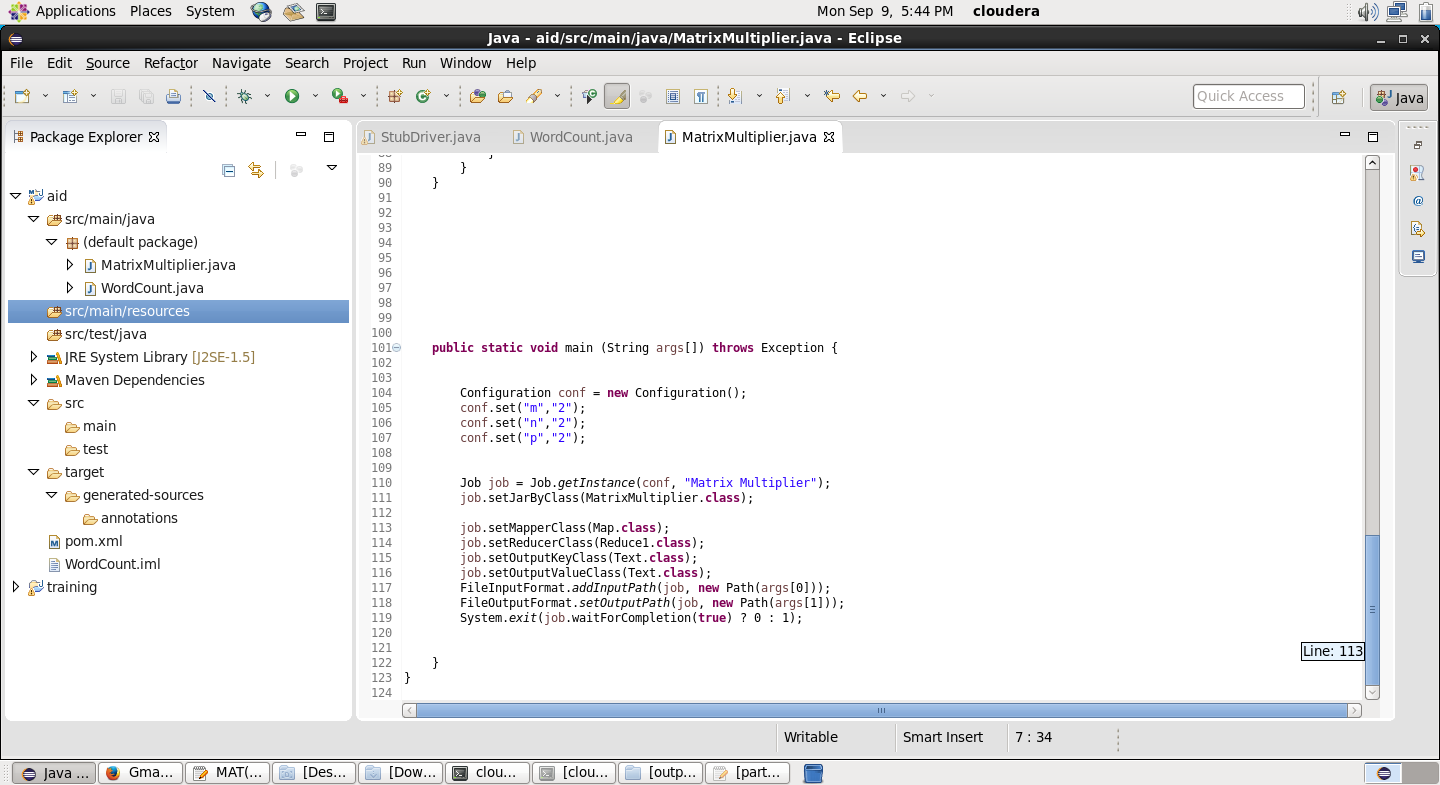 Applications Places System Mon Sep 9, 5:44 PM cloudera
Java - aid/src/main/java/MatrixMultiplier.java - Eclipse
File Edit Source Refactor Navigate Search Project Run Window Help
Quick Access Java
Package Explorer
aid
src/main/java
(default package)
MatrixMultiplier.java
WordCount.java
src/main/resources
src/test/java
JRE System Library [J2SE-1.5]
Maven Dependencies
src
main
test
target
generated-sources
annotations
pom.xml
WordCount.iml
training
StubDriver.java WordCount.java MatrixMultiplier.java
89 }
90 }
91
92
93
94
95
96
97
98
99
100
101 public static void main (String args[]) throws Exception {
102
103
104 Configuration conf = new Configuration();
105 conf.set("m","2");
106 conf.set("n","2");
107 conf.set("p","2");
108
109
110 Job job = Job.getInstance(conf, "Matrix Multiplier");
111 job.setJarByClass(MatrixMultiplier.class);
112
113 job.setMapperClass(Map.class);
114 job.setReducerClass(Reduce1.class);
115 job.setOutputKeyClass(Text.class);
116 job.setOutputValueClass(Text.class);
117 FileInputFormat.addInputPath(job, new Path(args[0]));
118 FileOutputFormat.setOutputPath(job, new Path(args[1]));
119 System.exit(job.waitForCompletion(true) ? 0 : 1);
120
121
122 }
123 }
124
Line: 113
Writable Smart Insert 7 : 34
Java ... Gma... MAT(... [Des... [Dow... clou... [clou... [outp... [part...